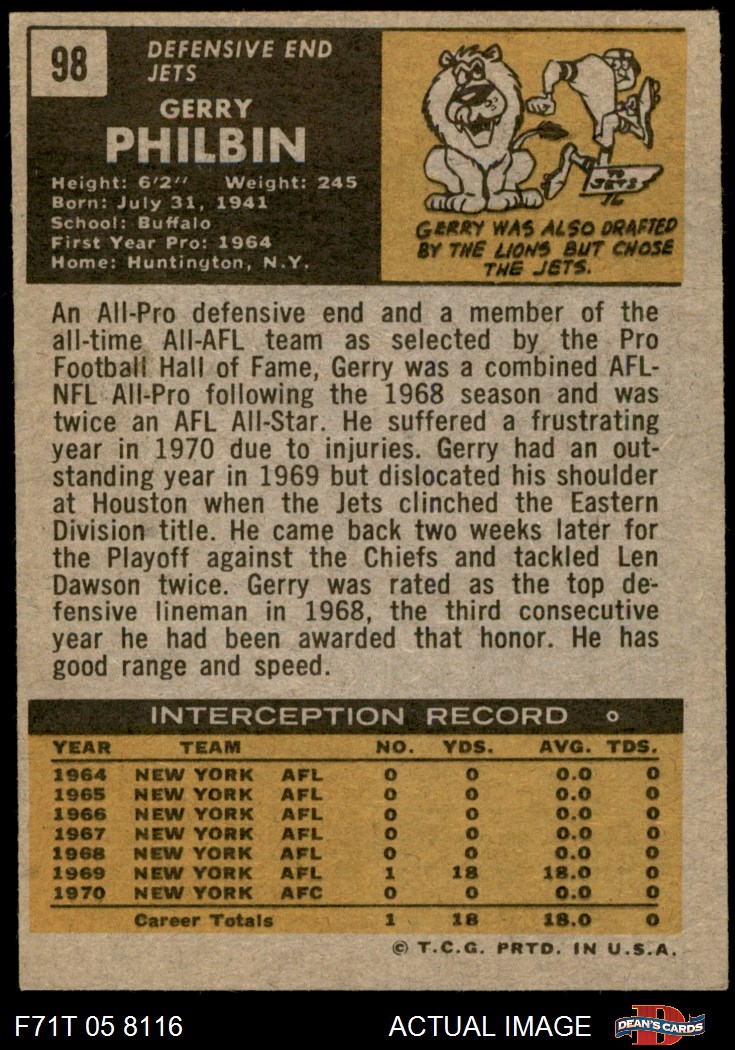 98
DEFENSIVE END
JETS
GERRY
PHILBIN
Height: 6'2" Weight: 245
Born: July 31, 1941
School: Buffalo
First Year Pro: 1964
Home: Huntington, N.Y.
TO
JETS
GERRY WAS ALSO DRAFTED
BY THE LIONS BUT CHOSE
THE JETS.
An All-Pro defensive end and a member of the
all-time All-AFL team as selected by the Pro
Football Hall of Fame, Gerry was a combined AFL-
NFL All-Pro following the 1968 season and was
twice an AFL All-Star. He suffered a frustrating
year in 1970 due to injuries. Gerry had an out-
standing year in 1969 but dislocated his shoulder
at Houston when the Jets clinched the Eastern
Division title. He came back two weeks later for
the Playoff against the Chiefs and tackled Len
Dawson twice. Gerry was rated as the top de-
fensive lineman in 1968, the third consecutive
year he had been awarded that honor. He has
good range and speed.
INTERCEPTION RECORD
YEAR TEAM NO. YDS. AVG. TDS.
1964 NEW YORK AFL 0 0 0.0 0
1965 NEW YORK AFL 0 0 0.0 0
1966 NEW YORK AFL 0 0 0.0 0
1967 NEW YORK AFL 0 0 0.0 0
1968 NEW YORK AFL 0 0 0.0 0
1969 NEW YORK AFL 1 18 18.0 0
1970 NEW YORK AFC 0 0 0.0 0
Career Totals 1 18 18.0 0
© T.C.G. PRTD. IN U.S.A.
F71T 05 8116 ACTUAL IMAGE D DEAN'S CARDS